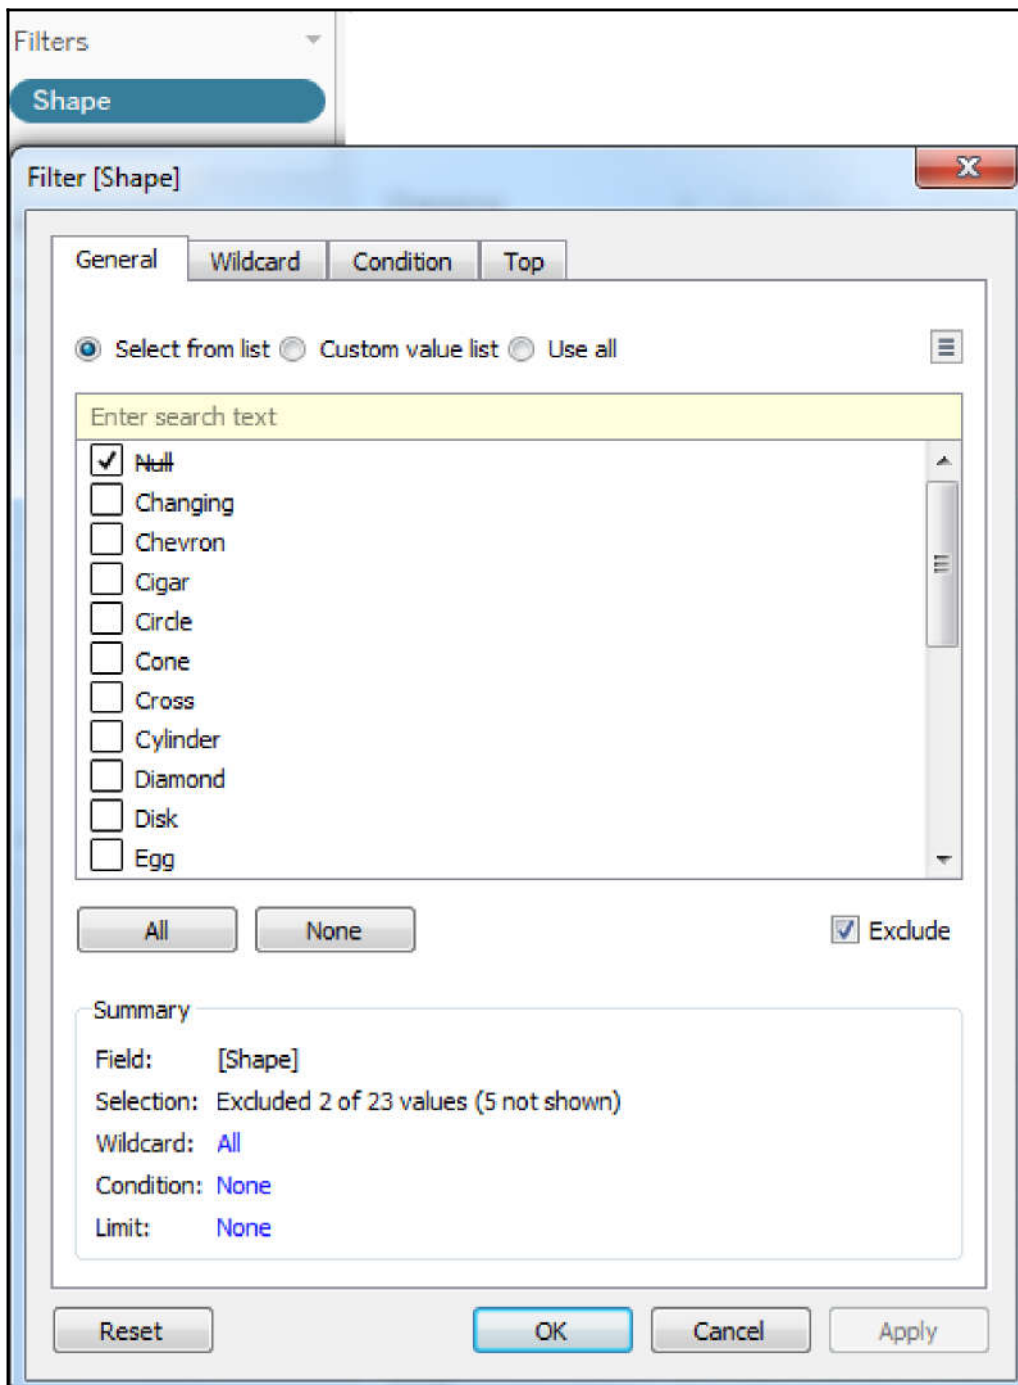 Filters
Shape
Filter [Shape]
General Wildcard Condition Top
Select from list Custom value list Use all
Enter search text
Null
Changing
Chevron
Cigar
Circle
Cone
Cross
Cylinder
Diamond
Disk
Egg
All None Exclude
Summary
Field: [Shape]
Selection: Excluded 2 of 23 values (5 not shown)
Wildcard: All
Condition: None
Limit: None
Reset OK Cancel Apply